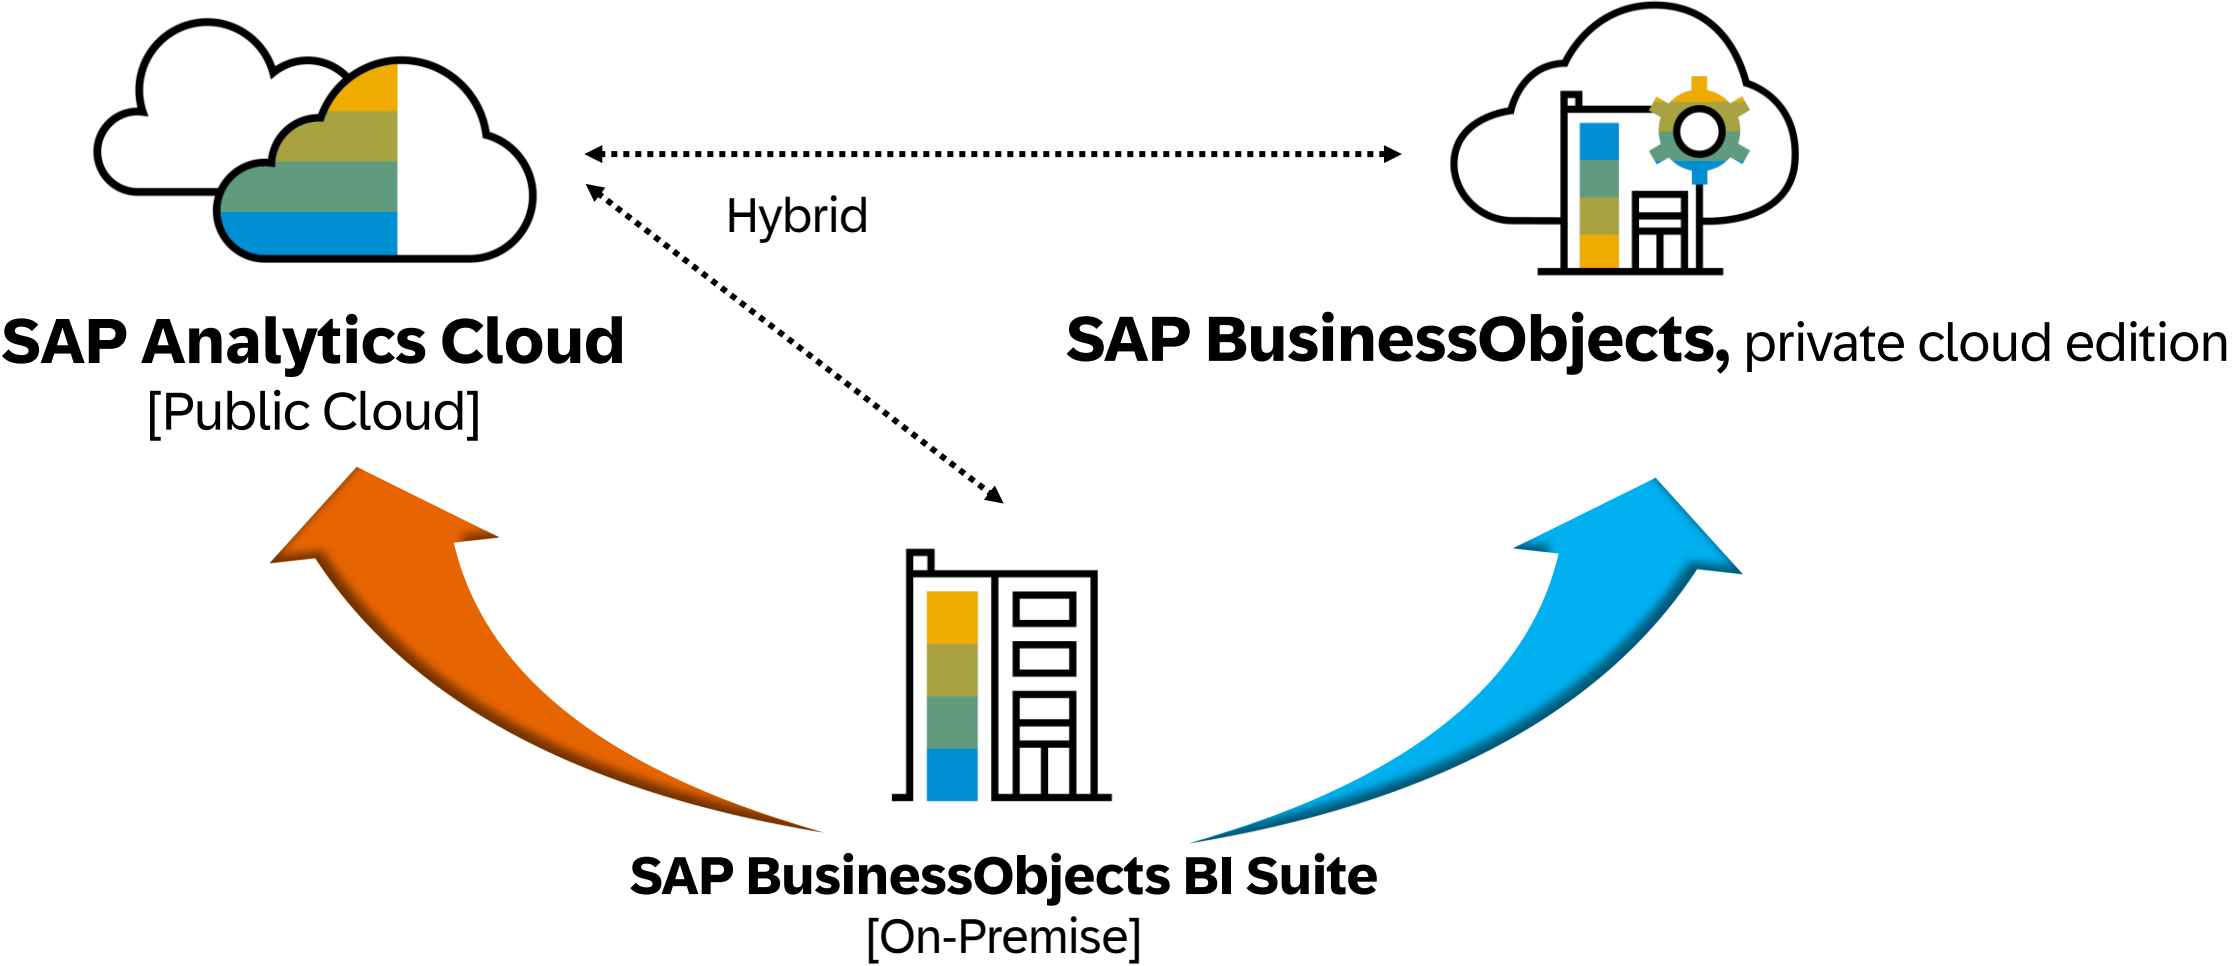 Hybrid
SAP Analytics Cloud
[Public Cloud]
SAP BusinessObjects, private cloud edition
SAP BusinessObjects BI Suite
[On-Premise]